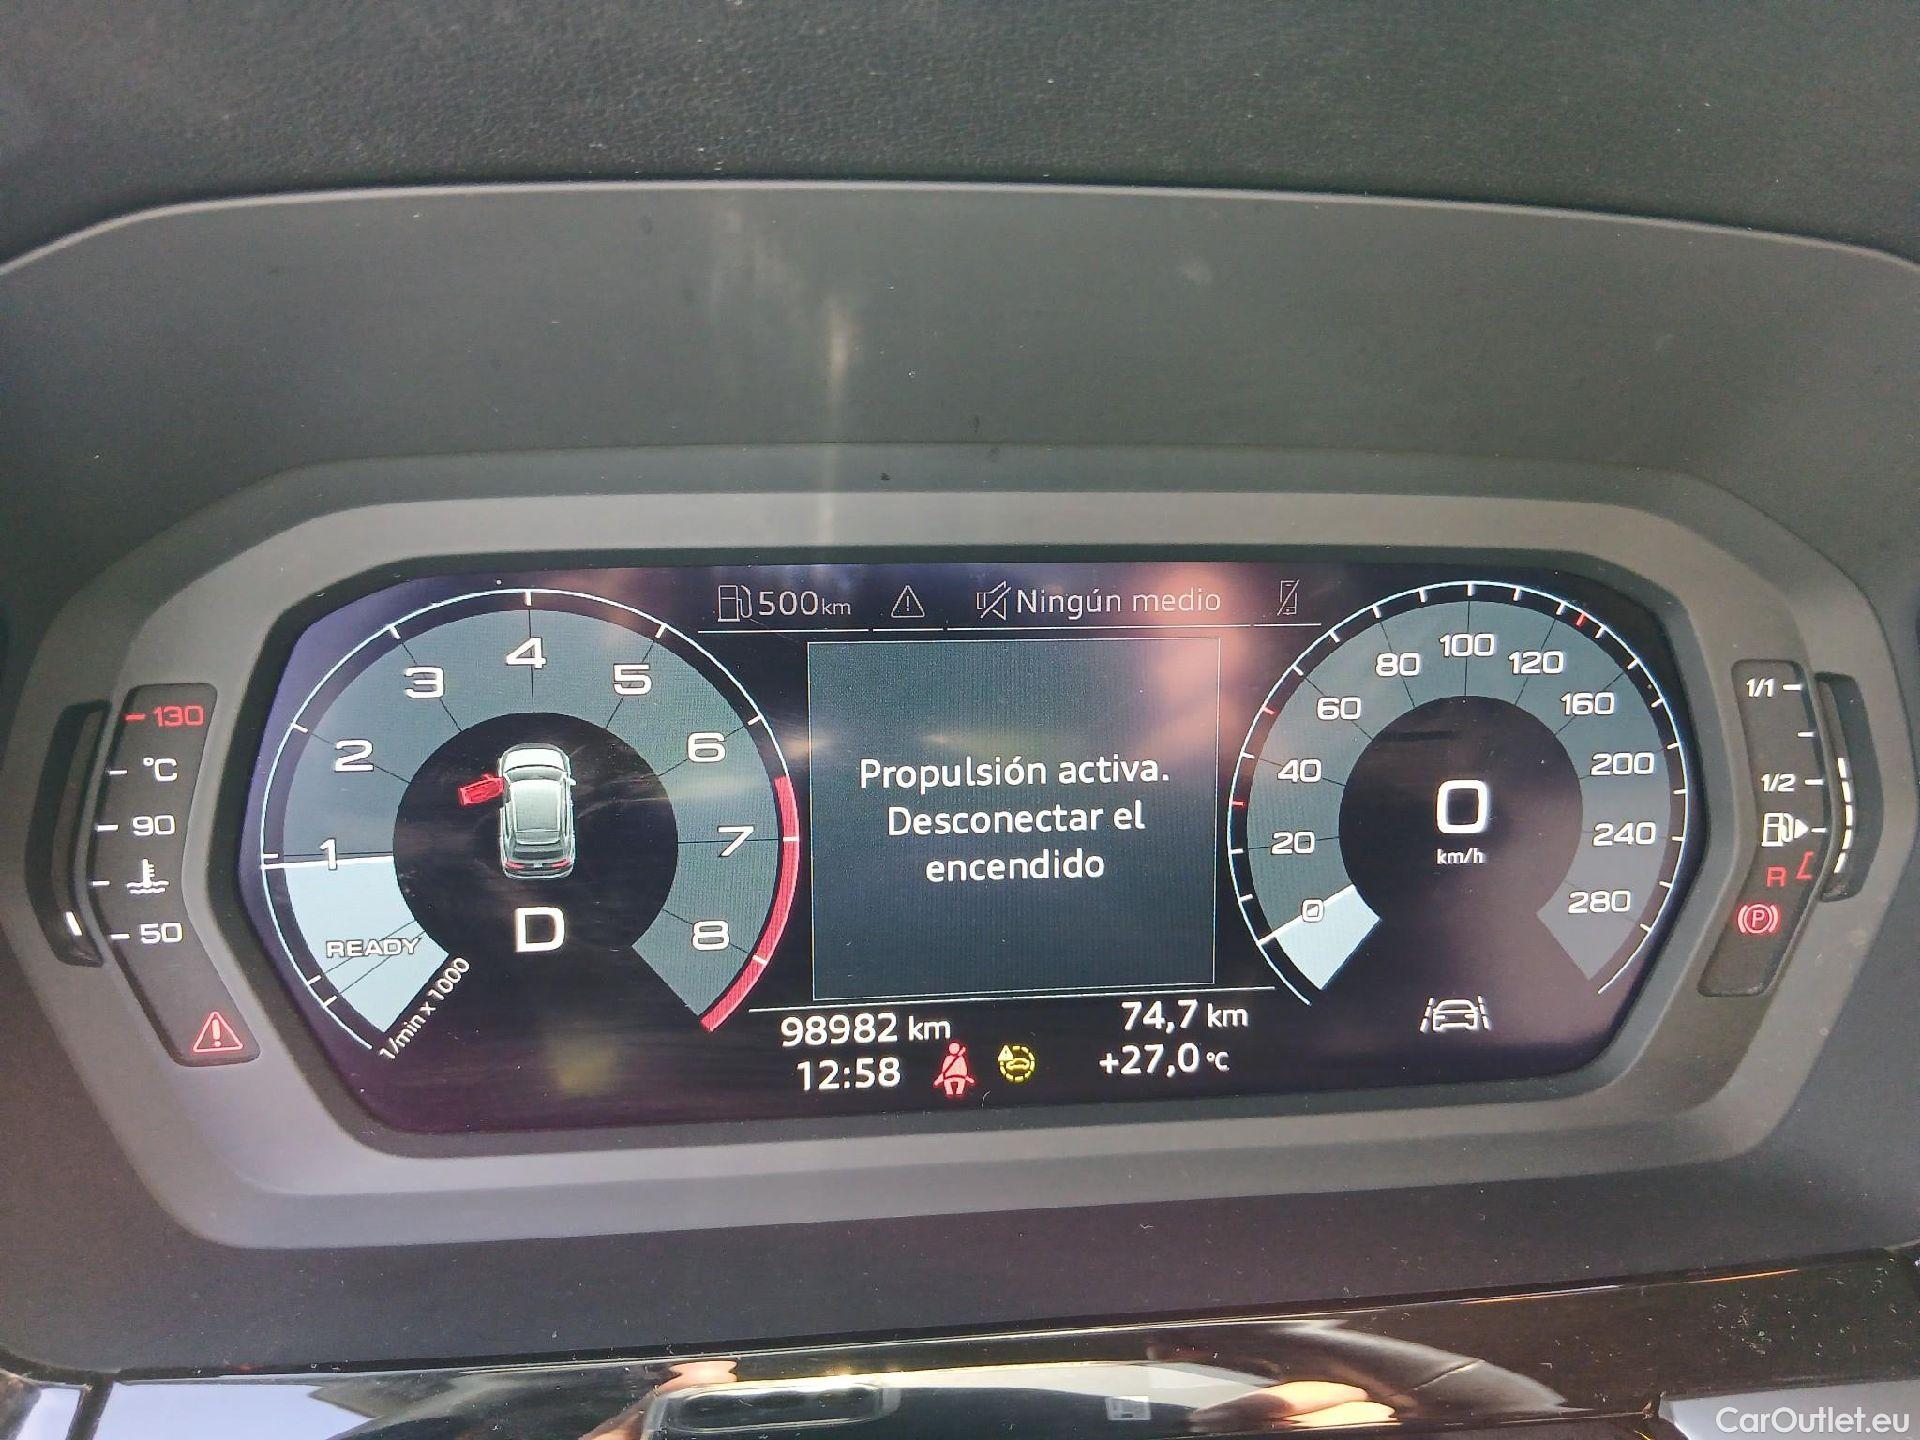 500km
Ningún medio
Propulsión activa.
Desconectar el
encendido
130
°C
90
50
1
2
3
4
5
6
7
8
READY
1/min x 1000
D
0
20
40
60
80
100
120
160
200
240
280
0
km/h
1/1
1/2
R
P
98982 km
12:58
74,7 km
+27,0 °C
CarOutlet.eu